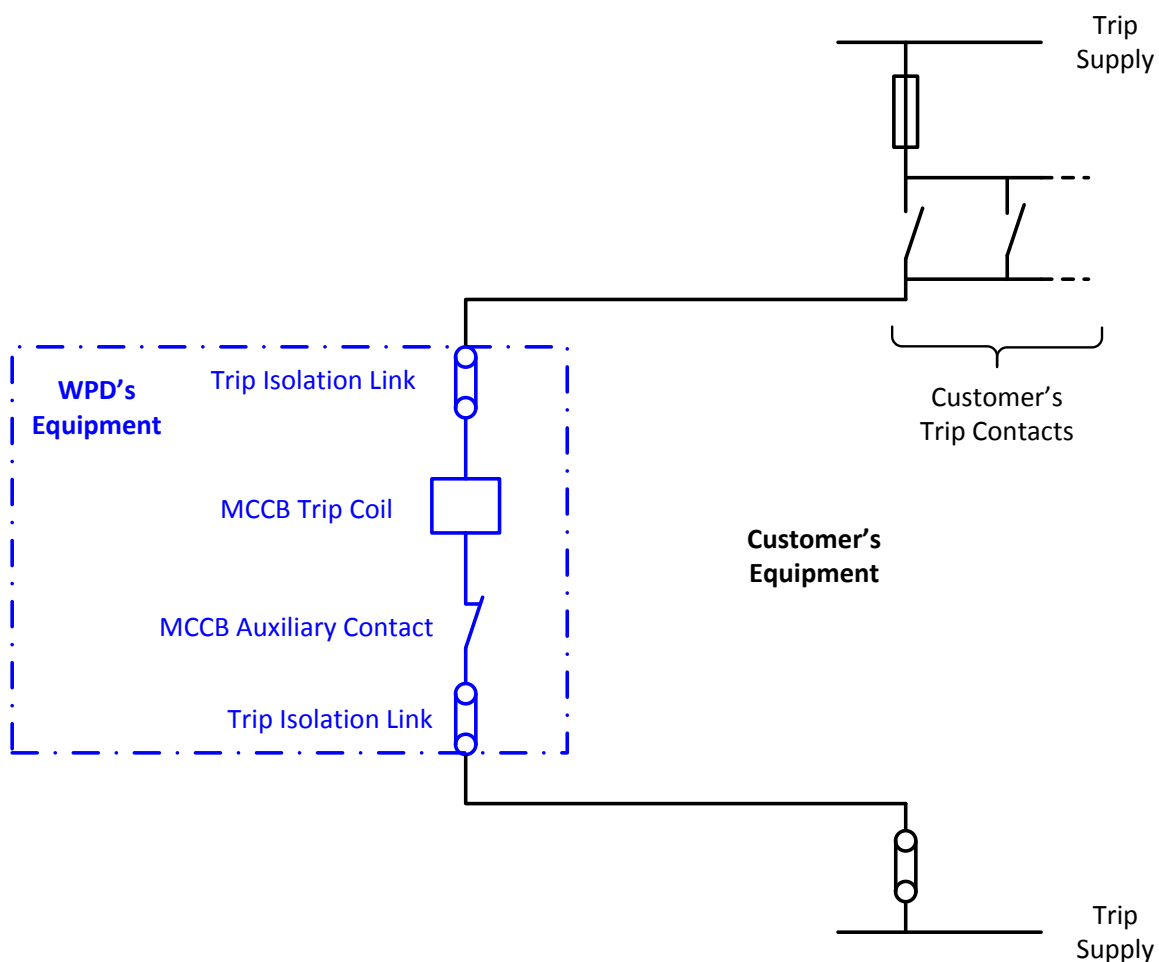 Trip
Supply
Trip Isolation Link
WPD's
Equipment
Customer's
Trip Contacts
MCCB Trip Coil
Customer's
Equipment
MCCB Auxiliary Contact
Trip Isolation Link
Trip
Supply